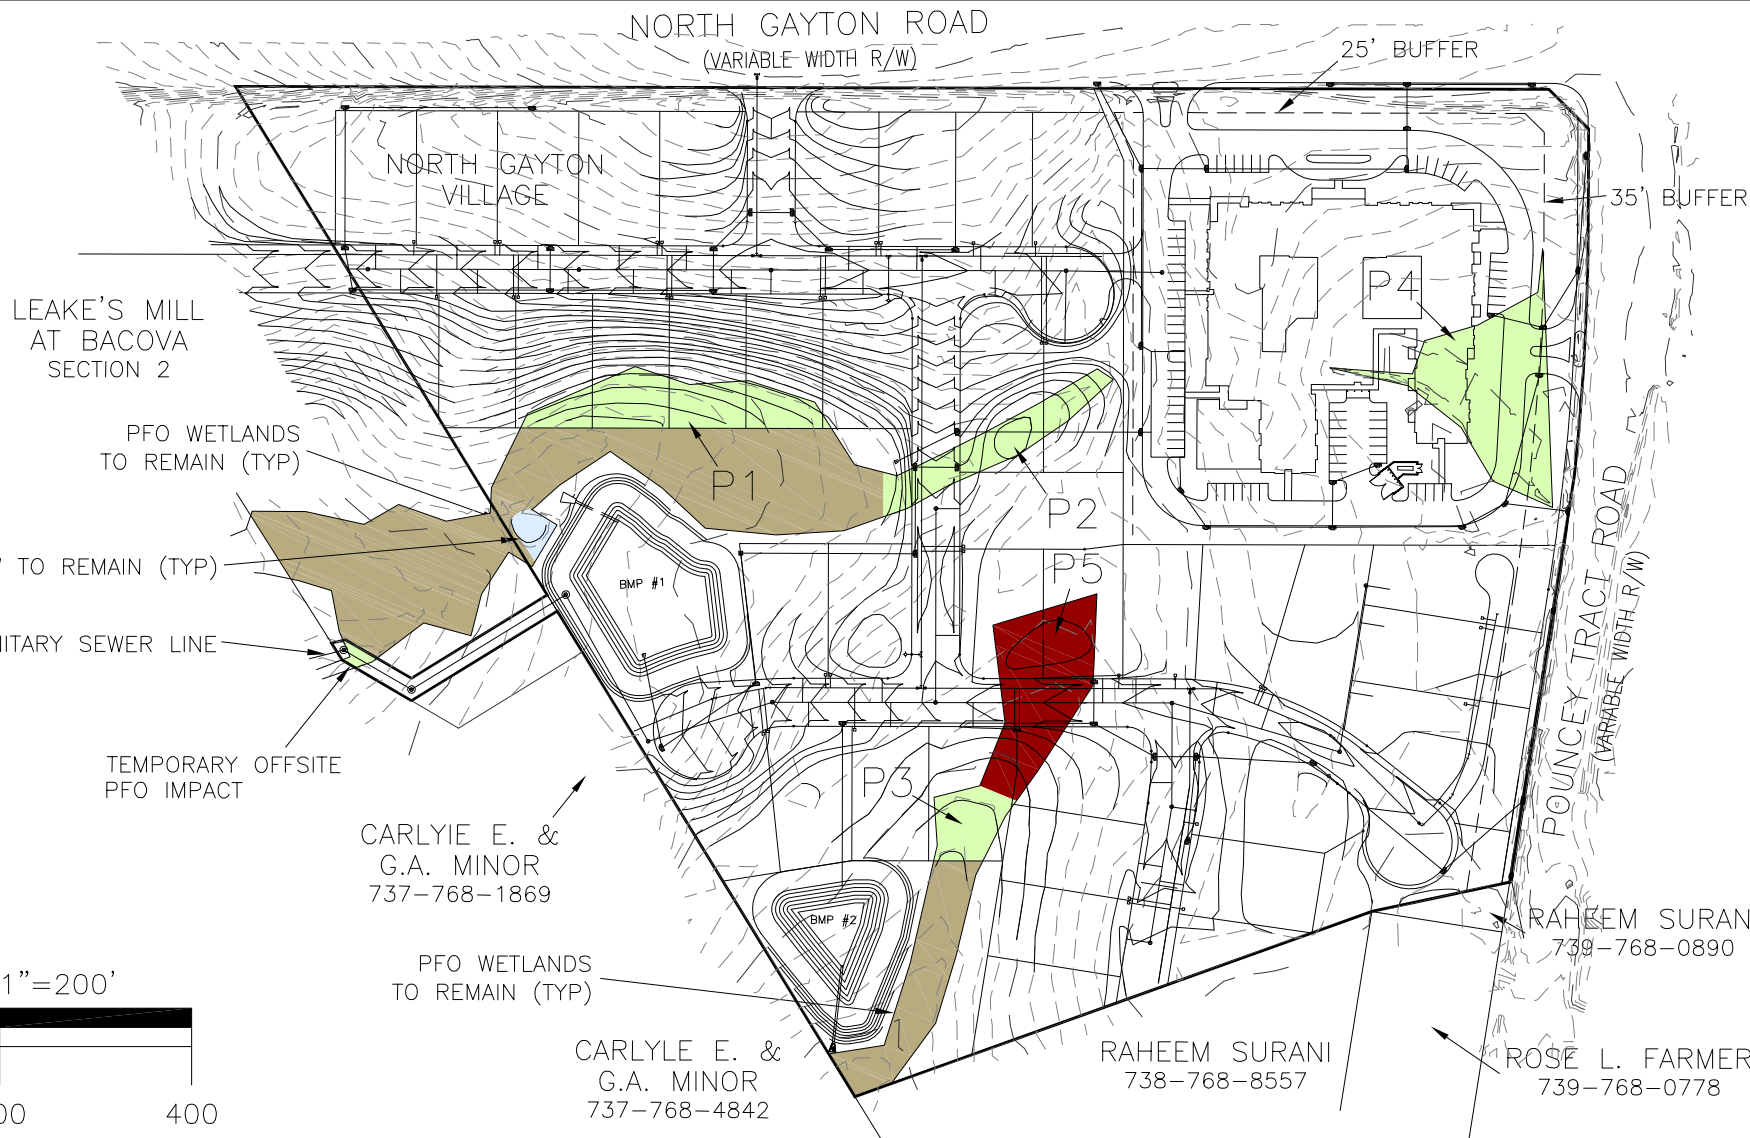 NORTH GAYTON ROAD
(VARIABLE WIDTH R/W)
25' BUFFER
NORTH GAYTON
VILLAGE
35' BUFFER
P4
LEAKE'S MILL
AT BACOVA
SECTION 2
PFO WETLANDS
TO REMAIN (TYP)
P1
P2
TO REMAIN (TYP)
P5
BMP #1
SEWER LINE
POUNCEY TRACT ROAD
(VARIABLE WIDTH R/W)
TEMPORARY OFFSITE
PFO IMPACT
P3
CARLYIE E. &
G.A. MINOR
737-768-1869
BMP #2
RAHEEM SURAN
739-768-0890
PFO WETLANDS
TO REMAIN (TYP)
1"=200'
CARLYLE E. &
G.A. MINOR
737-768-4842
RAHEEM SURANI
738-768-8557
ROSE L. FARMER
739-768-0778
400